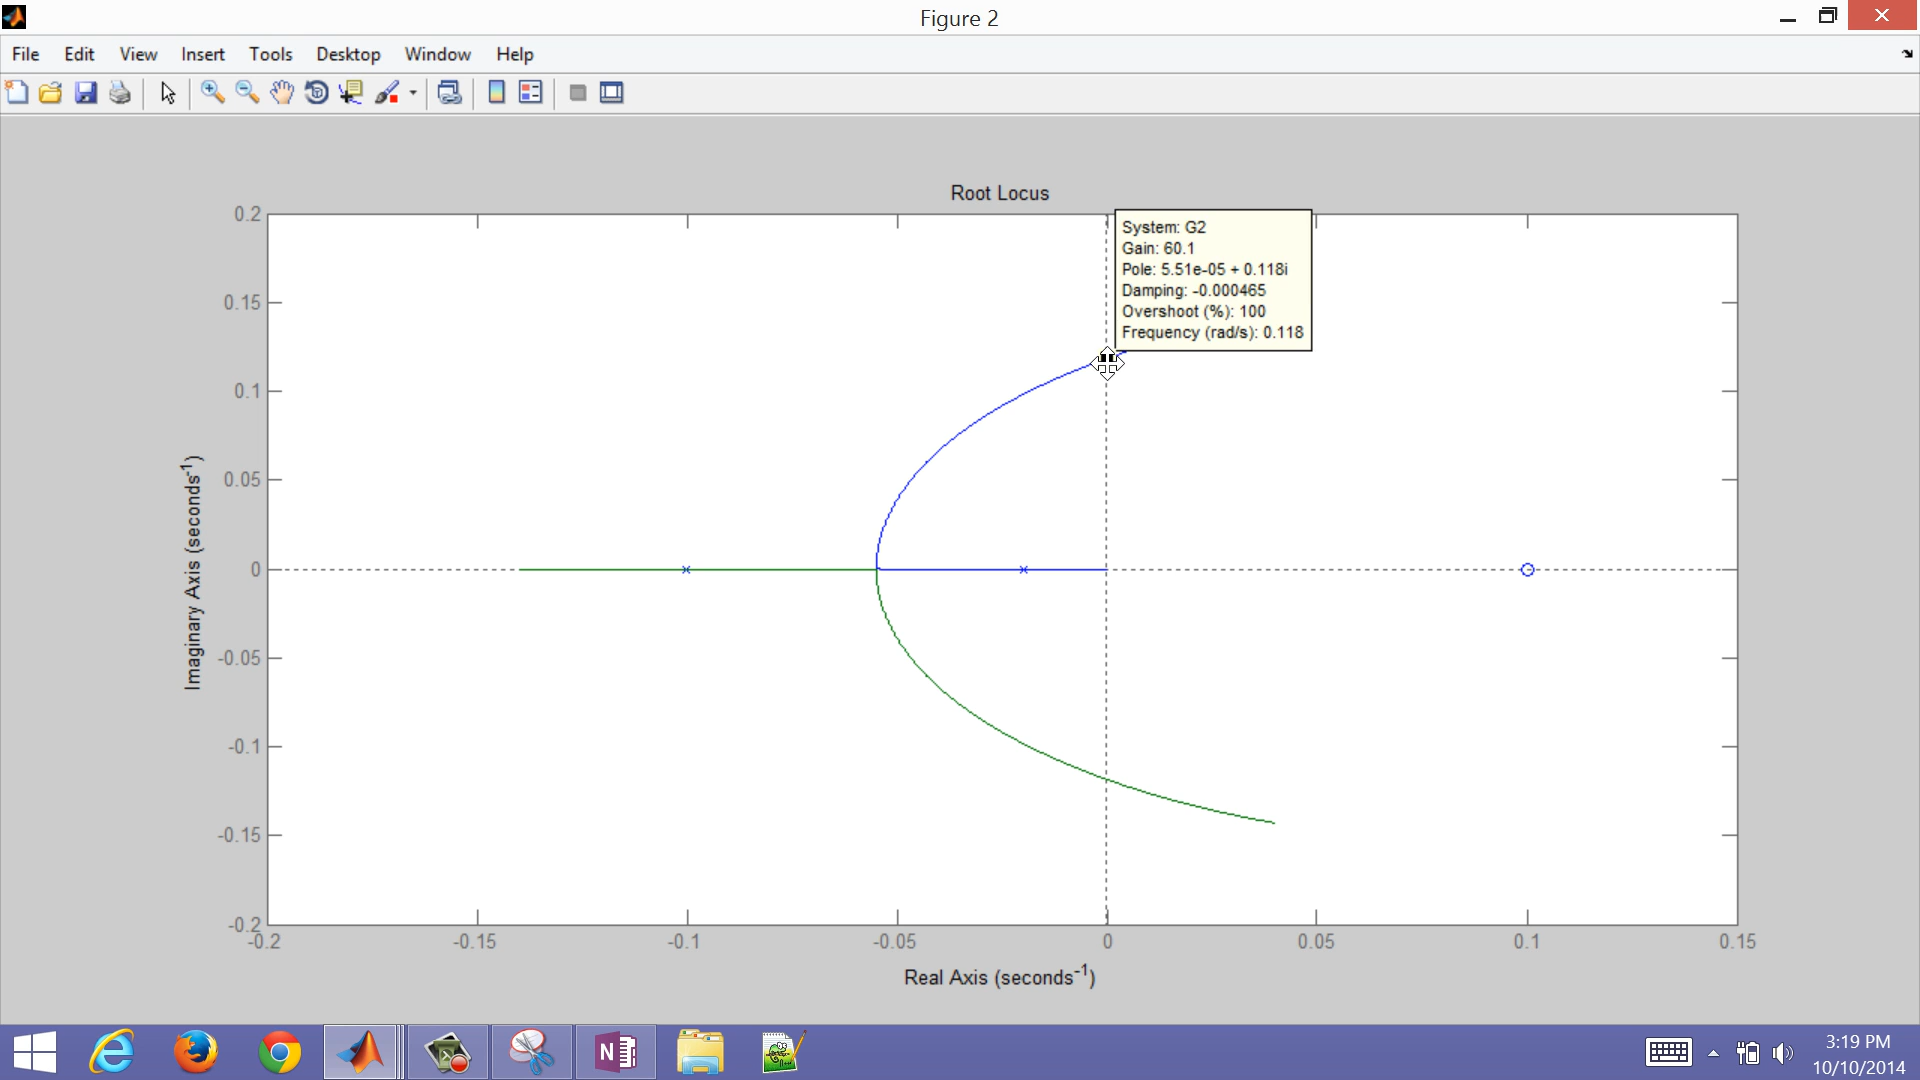 Figure 2
File Edit View Insert Tools Desktop Window Help
Root Locus
System: G2
Gain: 60.1
Pole: 5.51e-05 + 0.118i
Damping: -0.000465
Overshoot (%): 100
Frequency (rad/s): 0.118
0.2
0.15
0.1
0.05
0
-0.05
-0.1
-0.15
-0.2
Imaginary Axis (seconds⁻¹)
-0.2 -0.15 -0.1 -0.05 0 0.05 0.1 0.15
Real Axis (seconds⁻¹)
N
3:19 PM
10/10/2014